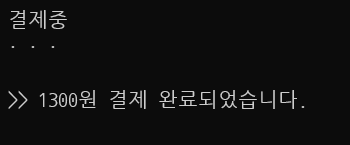 결제중
. . .
>> 1300원 결제 완료되었습니다.